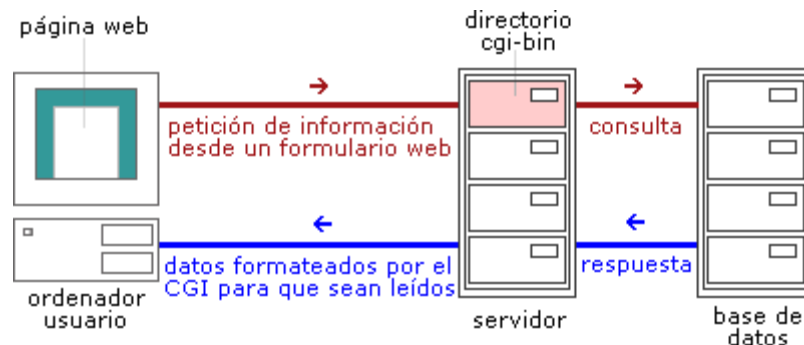 página web
directorio
cgi-bin
petición de información
desde un formulario web
consulta
datos formateados por el
CGI para que sean leídos
respuesta
ordenador
usuario
servidor
base de
datos